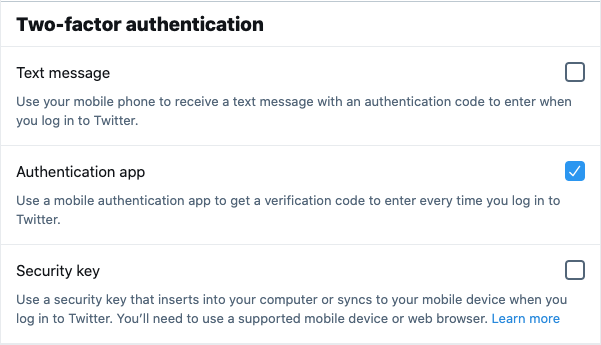 Two-factor authentication
Text message
Use your mobile phone to receive a text message with an authentication code to enter when
you log in to Twitter.
Authentication app
Use a mobile authentication app to get a verification code to enter every time you log in to
Twitter.
Security key
Use a security key that inserts into your computer or syncs to your mobile device when you
log in to Twitter. You’ll need to use a supported mobile device or web browser. Learn more